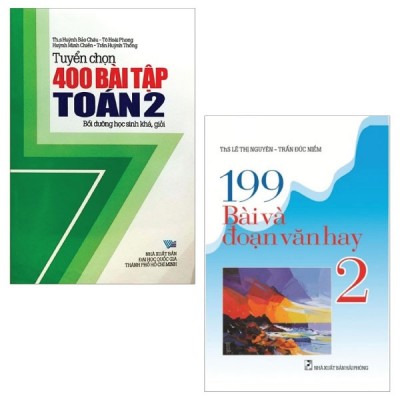 Th.s Huỳnh Bảo Châu - Tô Hoài Phong
Huỳnh Minh Chiến - Trần Huỳnh Thống
Tuyển chọn
400 BÀI TẬP
TOÁN 2
Bồi dưỡng học sinh khá, giỏi
NHÀ XUẤT BẢN
ĐẠI HỌC QUỐC GIA
THÀNH PHỐ HỒ CHÍ MINH
ThS LÊ THỊ NGUYÊN - TRẦN ĐỨC NIỀM
199
Bài và
đoạn văn hay
2
NHÀ XUẤT BẢN HẢI PHÒNG